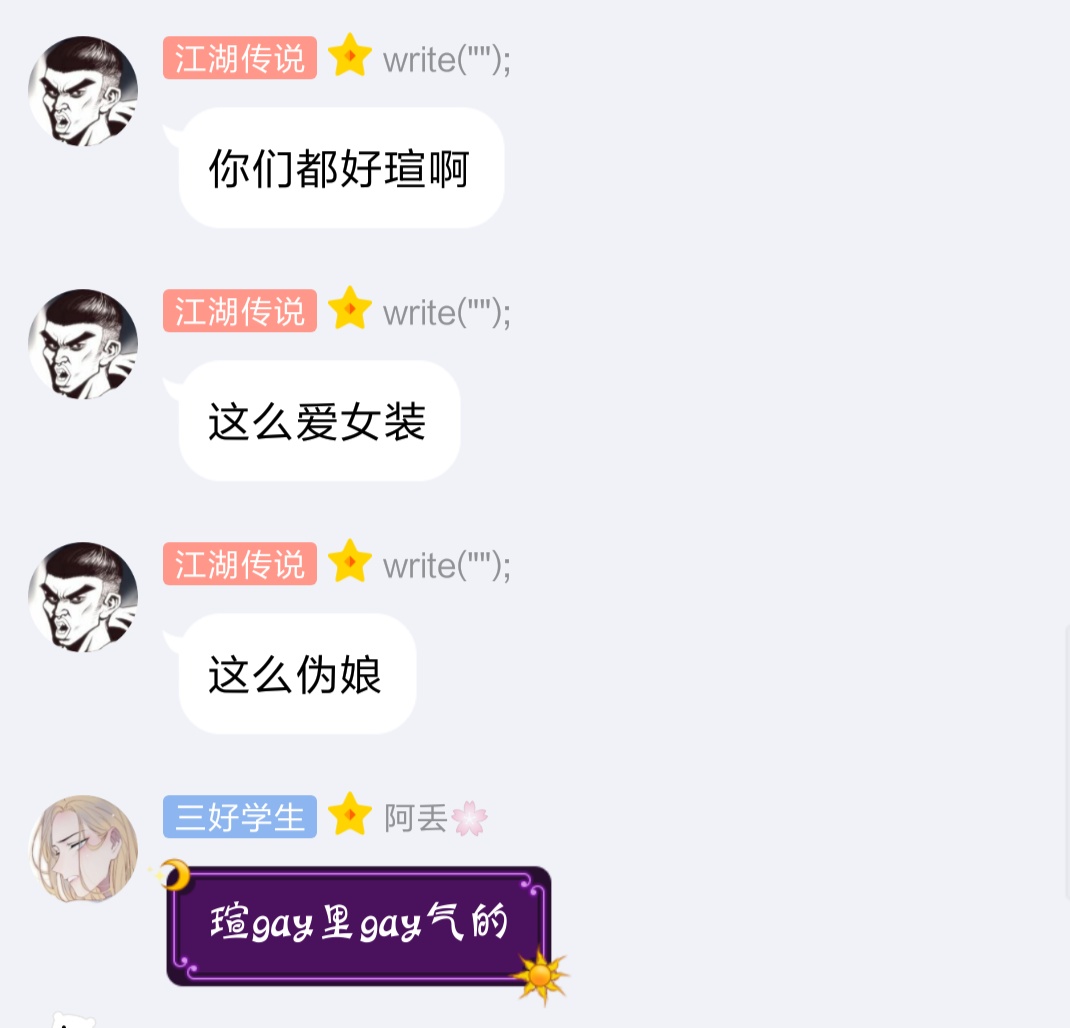 江湖传说 write("");
你们都好瑄啊
江湖传说 write("");
这么爱女装
江湖传说 write("");
这么伪娘
三好学生 阿丢🌸
瑄gay里gay气的